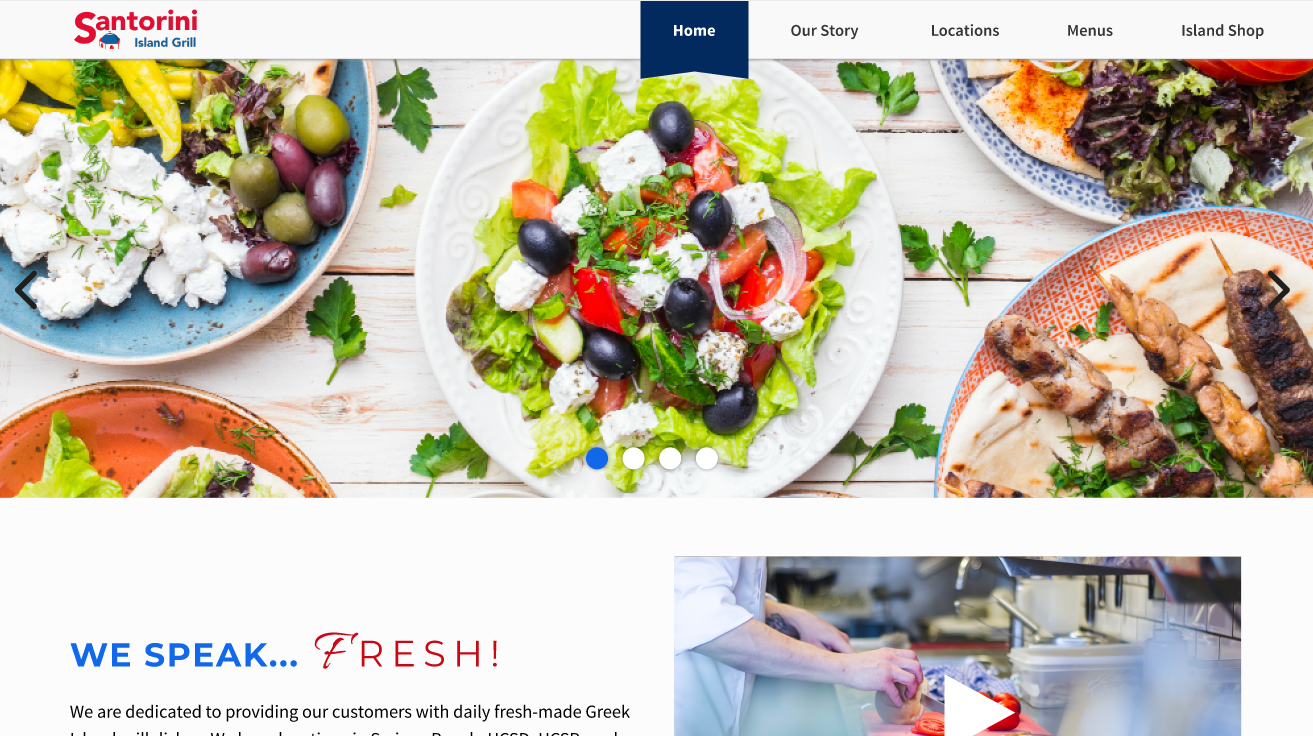 Santorini
Island Grill
Home
Our Story
Locations
Menus
Island Shop
WE SPEAK... FRESH!
We are dedicated to providing our customers with daily fresh-made Greek